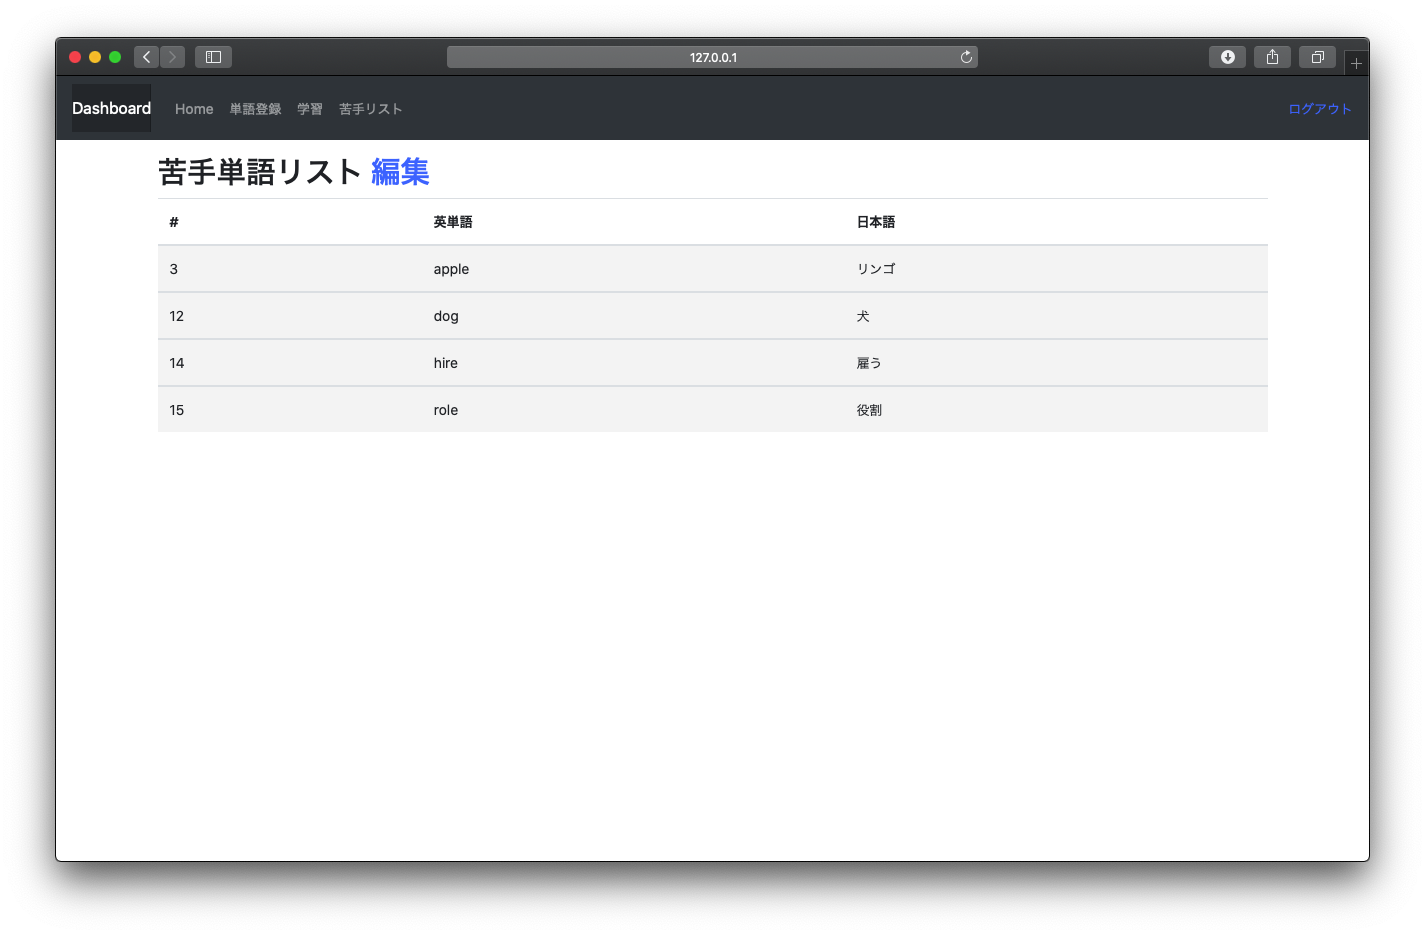 127.0.0.1
Dashboard Home 単語登録 学習 苦手リスト ログアウト
苦手単語リスト 編集
# 英単語 日本語
3 apple リンゴ
12 dog 犬
14 hire 雇う
15 role 役割